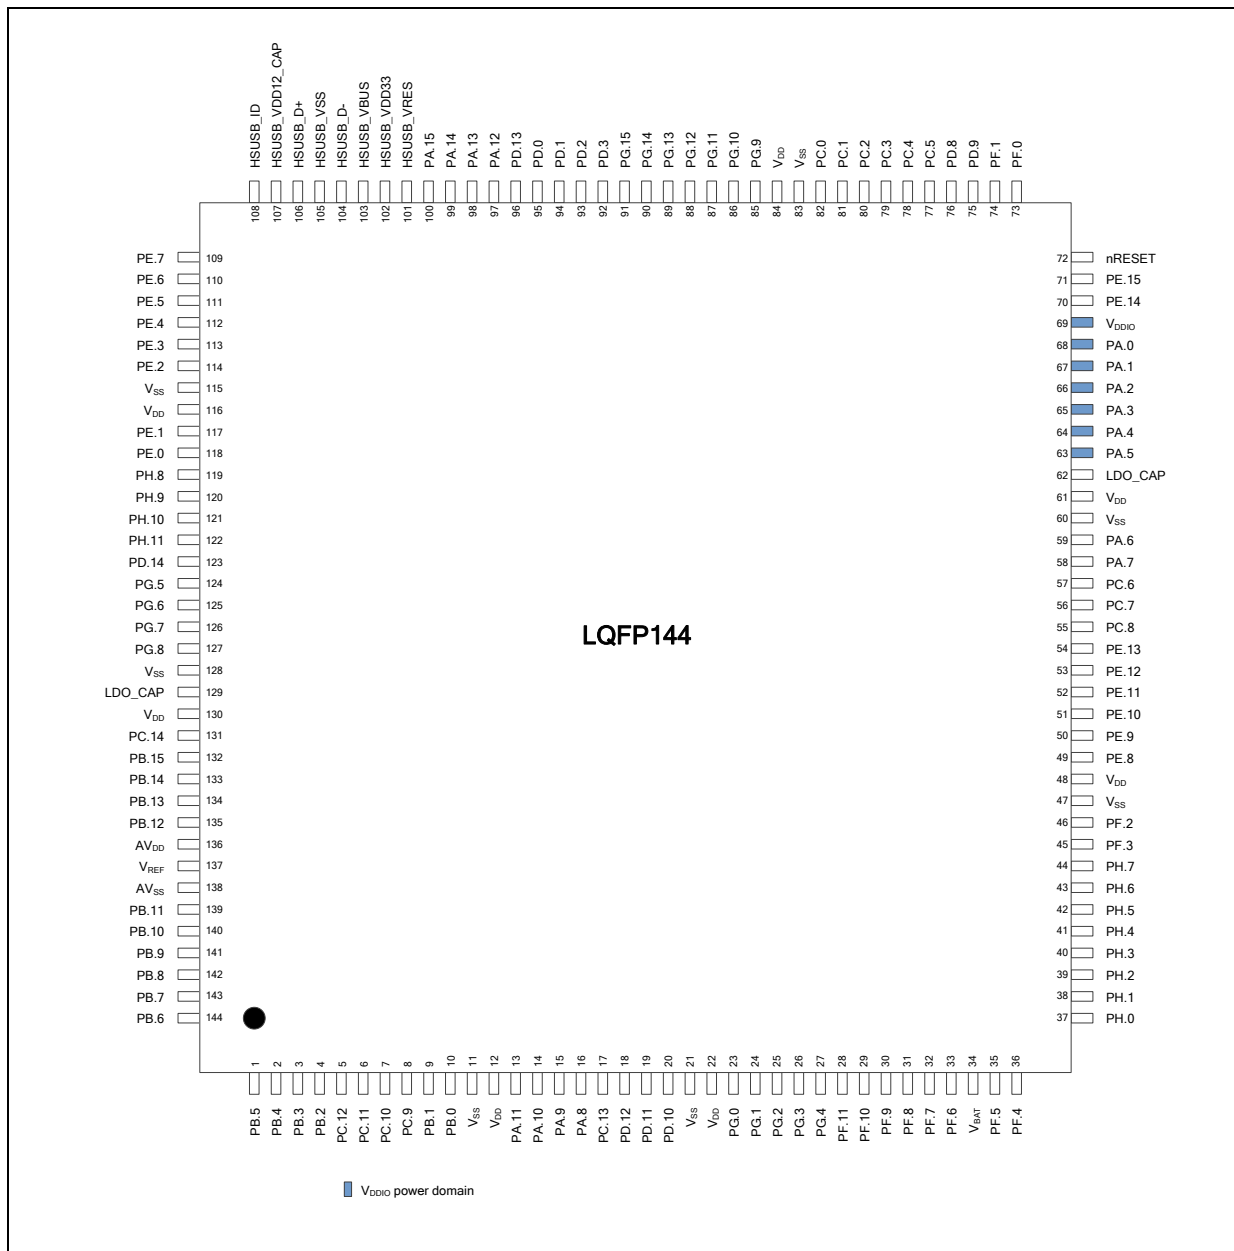 HSUSB_ID
HSUSB_VDD12_CAP
HSUSB_D+
HSUSB_VSS
HSUSB_D-
HSUSB_VBUS
HSUSB_VDD33
HSUSB_VRES
PA.15
PA.14
PA.13
PA.12
PD.13
PD.0
PD.1
PD.2
PD.3
PG.15
PG.14
PG.13
PG.12
PG.11
PG.10
PG.9
VDD
VSS
PC.0
PC.1
PC.2
PC.3
PC.4
PC.5
PD.8
PD.9
PF.1
PF.0
108
107
106
105
104
103
102
101
100
99
98
97
96
95
94
93
92
91
90
89
88
87
86
85
84
83
82
81
80
79
78
77
76
75
74
73
PE.7 109
PE.6 110
PE.5 111
PE.4 112
PE.3 113
PE.2 114
VSS 115
VDD 116
PE.1 117
PE.0 118
PH.8 119
PH.9 120
PH.10 121
PH.11 122
PD.14 123
PG.5 124
PG.6 125
PG.7 126
PG.8 127
VSS 128
LDO_CAP 129
VDD 130
PC.14 131
PB.15 132
PB.14 133
PB.13 134
PB.12 135
AVDD 136
VREF 137
AVSS 138
PB.11 139
PB.10 140
PB.9 141
PB.8 142
PB.7 143
PB.6 144
LQFP144
72 nRESET
71 PE.15
70 PE.14
69 VDDIO
68 PA.0
67 PA.1
66 PA.2
65 PA.3
64 PA.4
63 PA.5
62 LDO_CAP
61 VDD
60 VSS
59 PA.6
58 PA.7
57 PC.6
56 PC.7
55 PC.8
54 PE.13
53 PE.12
52 PE.11
51 PE.10
50 PE.9
49 PE.8
48 VDD
47 VSS
46 PF.2
45 PF.3
44 PH.7
43 PH.6
42 PH.5
41 PH.4
40 PH.3
39 PH.2
38 PH.1
37 PH.0
1
2
3
4
5
6
7
8
9
10
11
12
13
14
15
16
17
18
19
20
21
22
23
24
25
26
27
28
29
30
31
32
33
34
35
36
PB.5
PB.4
PB.3
PB.2
PC.12
PC.11
PC.10
PC.9
PB.1
PB.0
VSS
VDD
PA.11
PA.10
PA.9
PA.8
PC.13
PD.12
PD.11
PD.10
VSS
VDD
PG.0
PG.1
PG.2
PG.3
PG.4
PF.11
PF.10
PF.9
PF.8
PF.7
PF.6
VBAT
PF.5
PF.4
VDDIO power domain